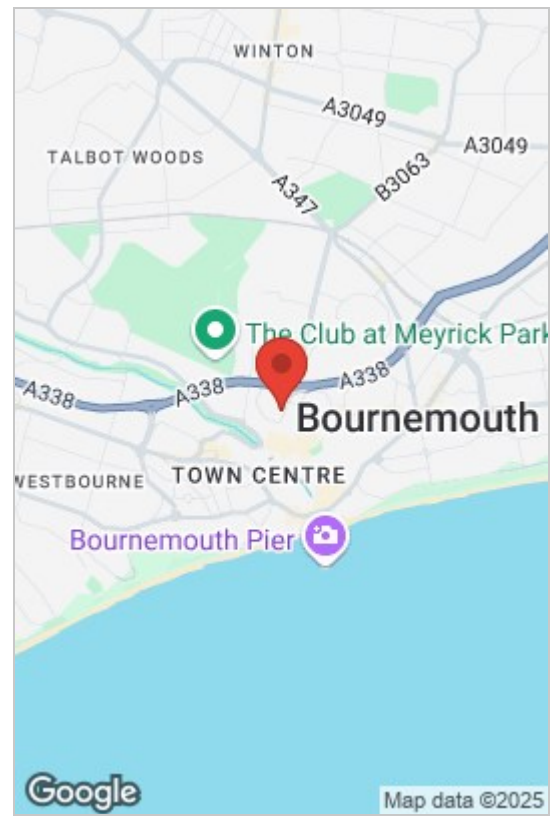 WINTON
A3049
A3049
TALBOT WOODS
A347
B3063
The Club at Meyrick Park
A338
A338
A338
Bournemouth
WESTBOURNE
TOWN CENTRE
Bournemouth Pier
Google
Map data ©2025